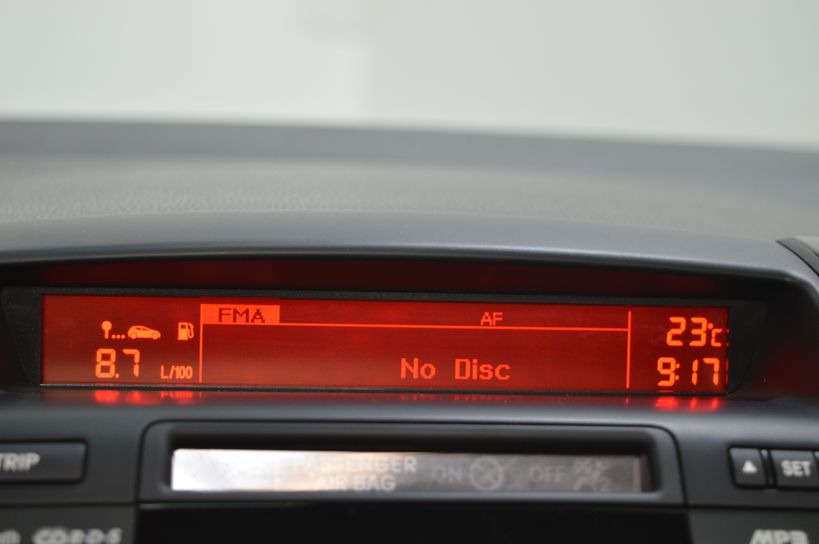 FMA AF
23°C
8.7 L/100
No Disc
9:17
TRIP
PASSENGER
AIR BAG
ON OFF
SET
MP3